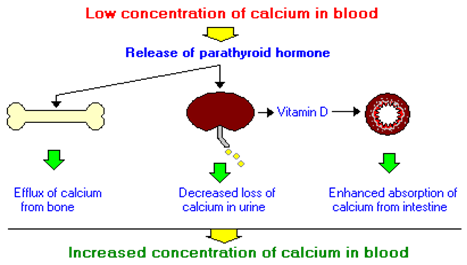 Low concentration of calcium in blood
Release of parathyroid hormone
Vitamin D
Efflux of calcium
from bone
Decreased loss of
calcium in urine
Enhanced absorption of
calcium from intestine
Increased concentration of calcium in blood